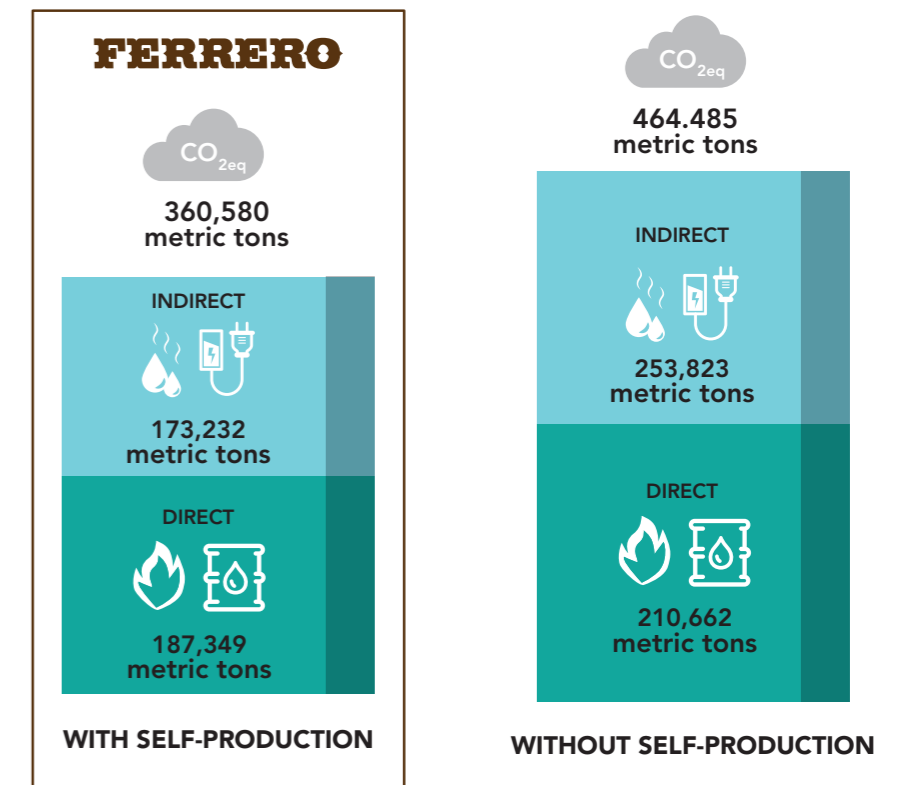 FERRERO
CO2eq
360,580
metric tons
INDIRECT
173,232
metric tons
DIRECT
187,349
metric tons
WITH SELF-PRODUCTION
CO2eq
464.485
metric tons
INDIRECT
253,823
metric tons
DIRECT
210,662
metric tons
WITHOUT SELF-PRODUCTION